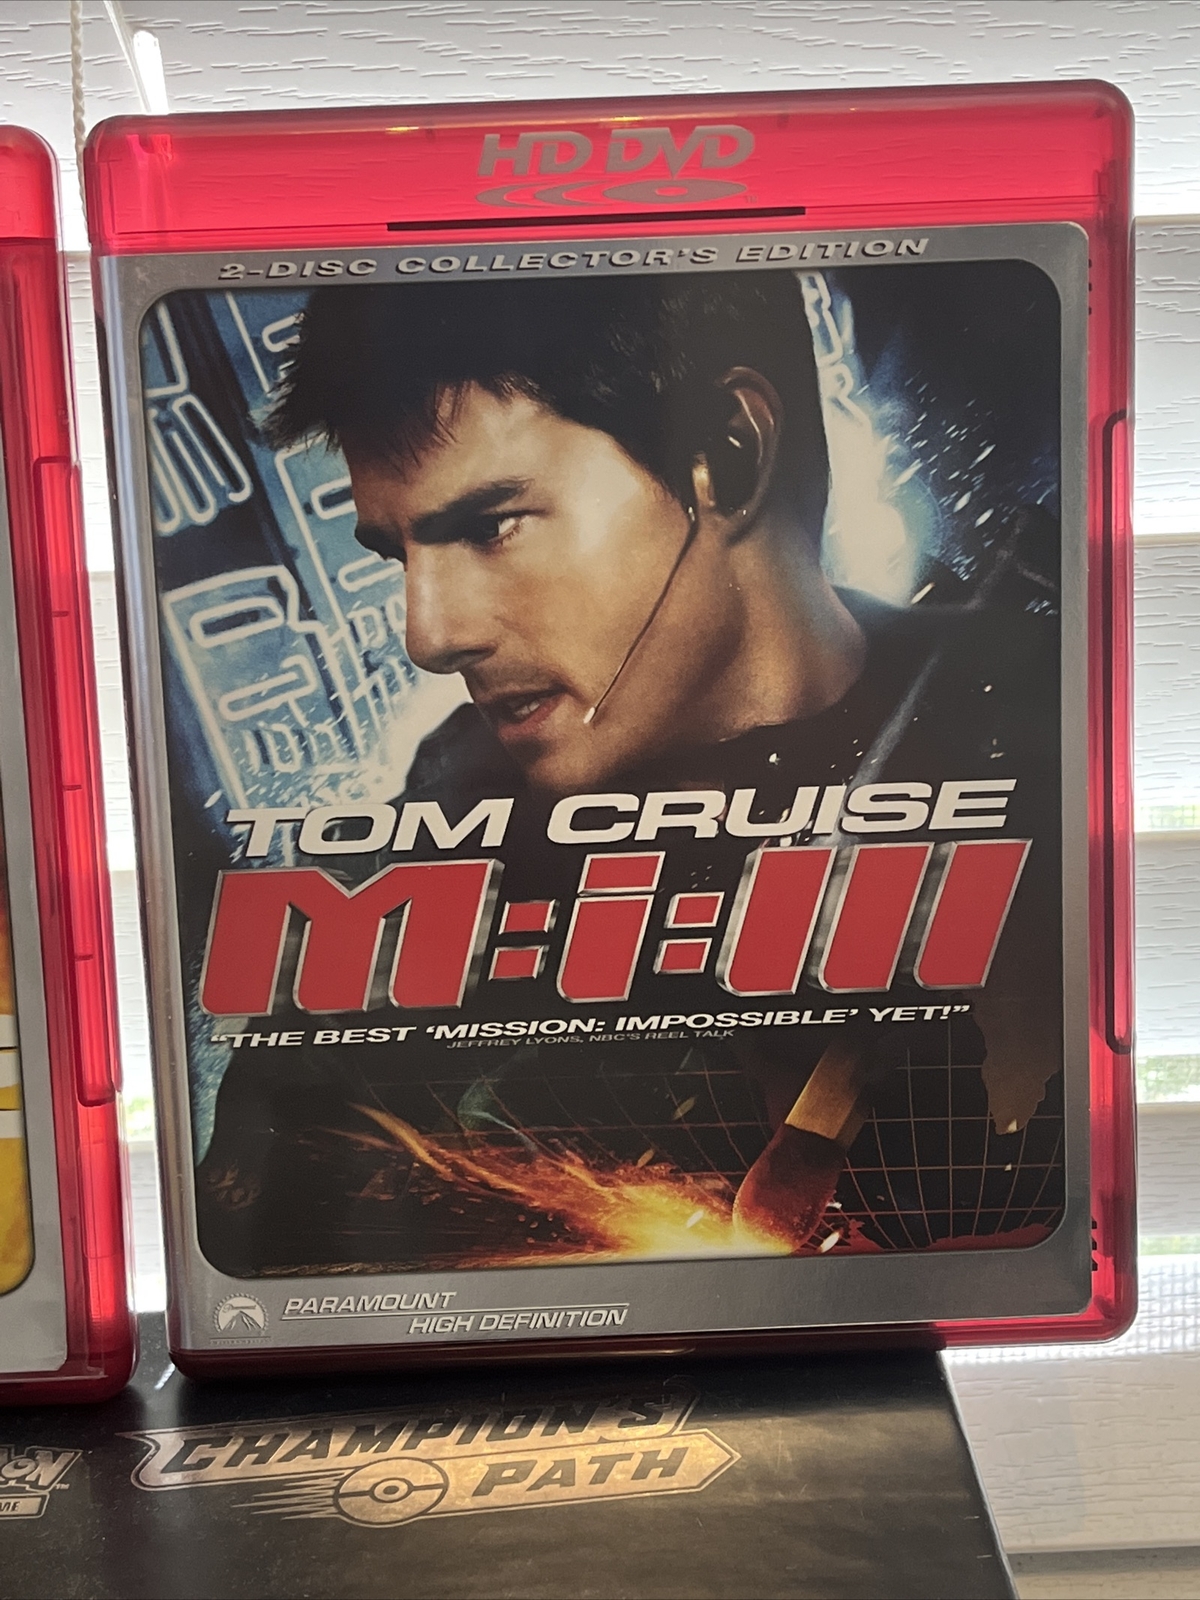 HD DVD
2-DISC COLLECTOR'S EDITION
TOM CRUISE
M:i:III
"THE BEST 'MISSION: IMPOSSIBLE' YET!"
JEFFREY LYONS, NBC'S REEL TALK
Paramount
PARAMOUNT
HIGH DEFINITION
CHAMPION'S
PATH